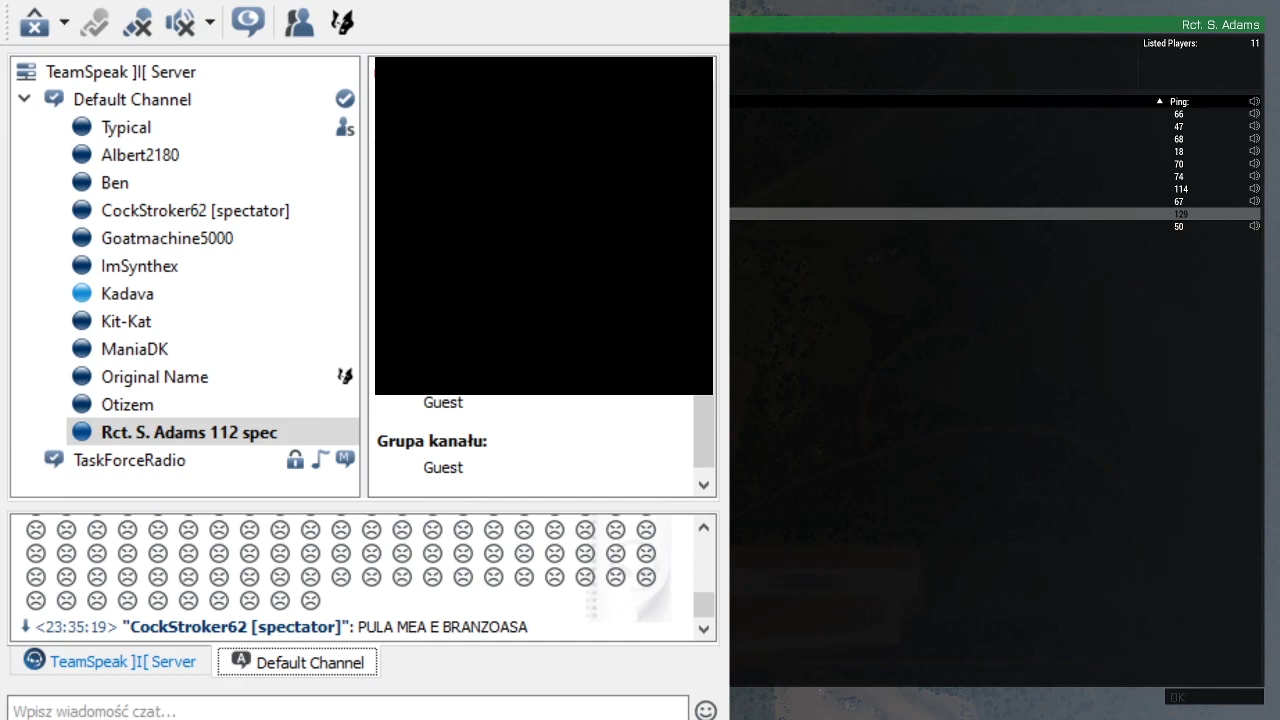 TeamSpeak ]I[ Server
Default Channel
Typical
Albert2180
Ben
CockStroker62 [spectator]
Goatmachine5000
ImSynthex
Kadava
Kit-Kat
ManiaDK
Original Name
Otizem
Rct. S. Adams 112 spec
TaskForceRadio
Guest
Grupa kanału:
Guest
<23:35:19> "CockStroker62 [spectator]": PULA MEA E BRANZOASA
TeamSpeak ]I[ Server
Default Channel
Wpisz wiadomość czat...
Rct. S. Adams
Listed Players: 11
Ping:
66
47
68
18
70
74
114
67
129
50
OK